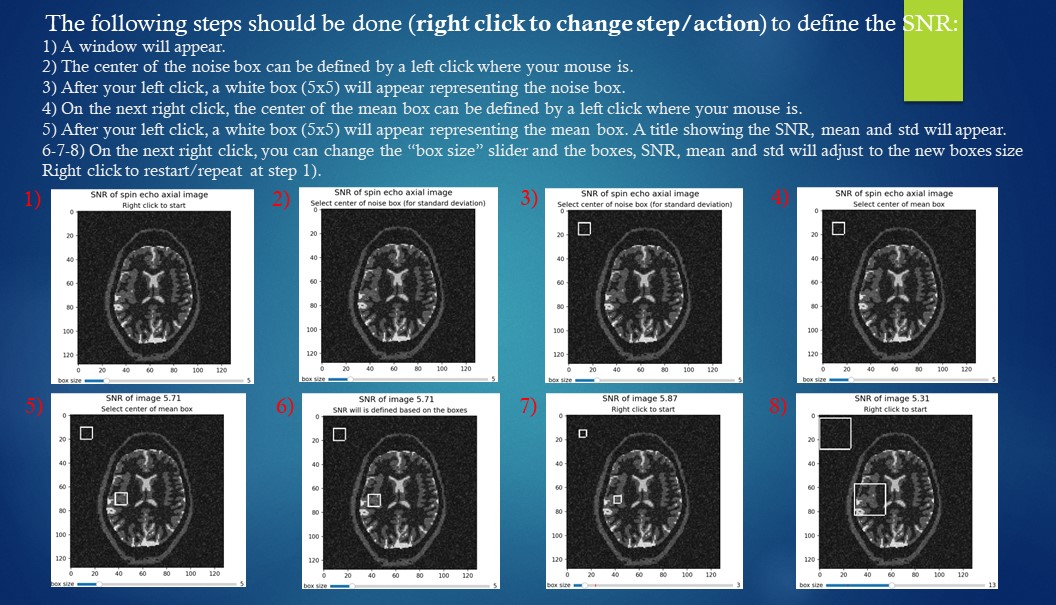 The following steps should be done (right click to change step/action) to define the SNR:
1) A window will appear.
2) The center of the noise box can be defined by a left click where your mouse is.
3) After your left click, a white box (5x5) will appear representing the noise box.
4) On the next right click, the center of the mean box can be defined by a left click where your mouse is.
5) After your left click, a white box (5x5) will appear representing the mean box. A title showing the SNR, mean and std will appear.
6-7-8) On the next right click, you can change the “box size” slider and the boxes, SNR, mean and std will adjust to the new boxes size
Right click to restart/repeat at step 1).
1)
SNR of spin echo axial image
Right click to start
0
20
40
60
80
100
120
0 20 40 60 80 100 120
box size 5
2)
SNR of spin echo axial image
Select center of noise box (for standard deviation)
0
20
40
60
80
100
120
0 20 40 60 80 100 120
box size 5
3)
SNR of spin echo axial image
Select center of noise box (for standard deviation)
0
20
40
60
80
100
120
0 20 40 60 80 100 120
box size 5
4)
SNR of spin echo axial image
Select center of mean box
0
20
40
60
80
100
120
0 20 40 60 80 100 120
box size 5
5)
SNR of image 5.71
Select center of mean box
0
20
40
60
80
100
120
0 20 40 60 80 100 120
box size 5
6)
SNR of image 5.71
SNR will is defined based on the boxes
0
20
40
60
80
100
120
0 20 40 60 80 100 120
box size 5
7)
SNR of image 5.87
Right click to start
0
20
40
60
80
100
120
0 20 40 60 80 100 120
box size 3
8)
SNR of image 5.31
Right click to start
0
20
40
60
80
100
120
0 20 40 60 80 100 120
box size 13